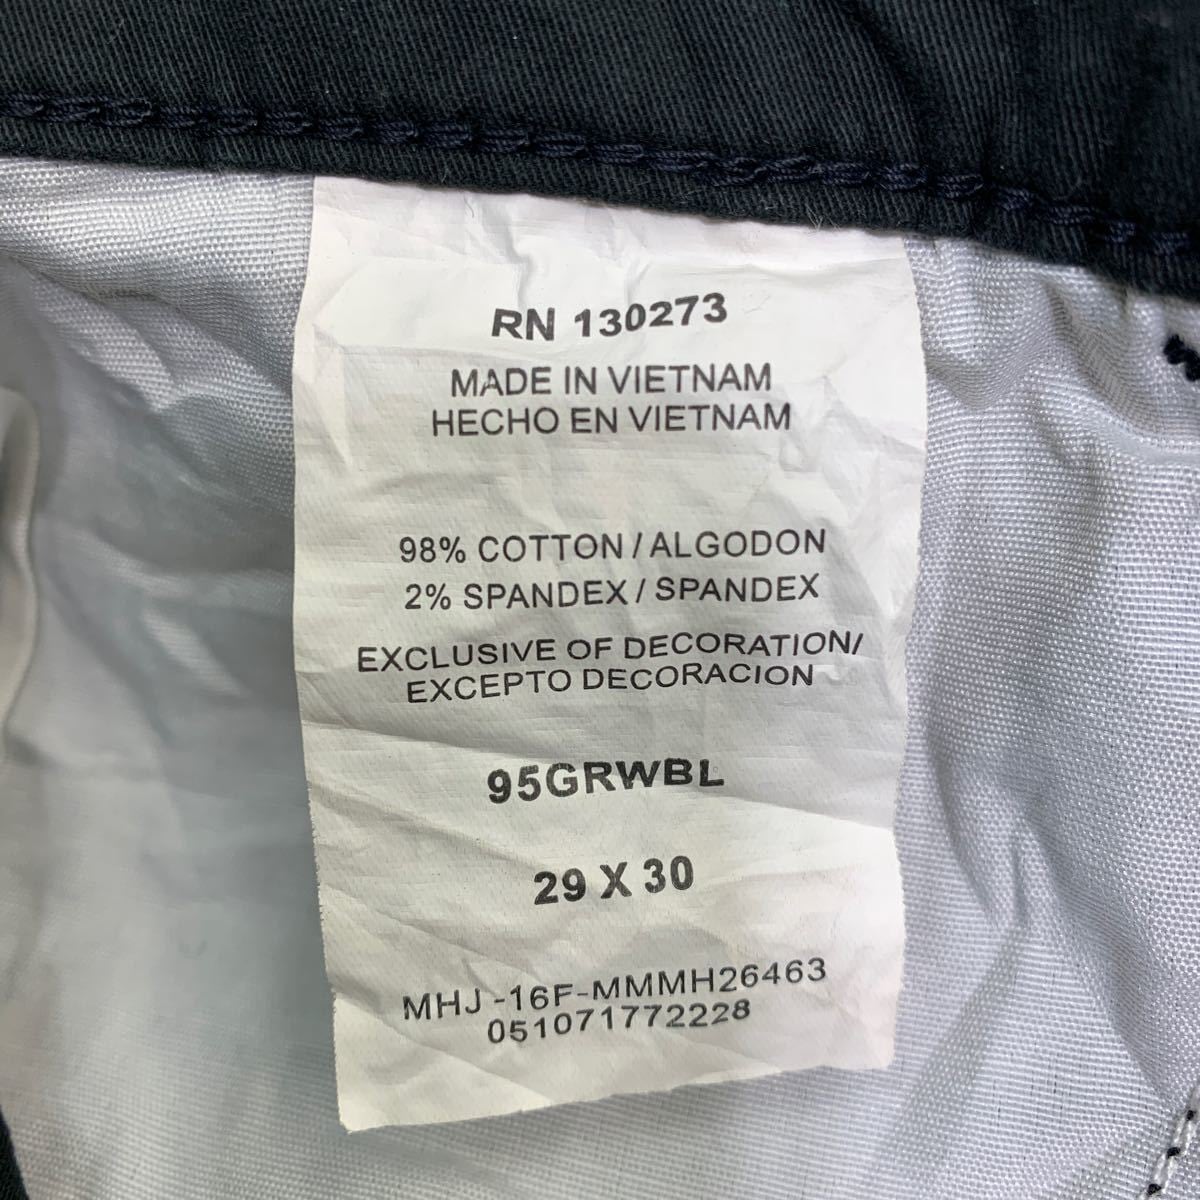 RN 130273
MADE IN VIETNAM
HECHO EN VIETNAM
98% COTTON / ALGODON
2% SPANDEX / SPANDEX
EXCLUSIVE OF DECORATION/
EXCEPTO DECORACION
95GRWBL
29 X 30
MHJ -16F-MMMH26463
051071772228